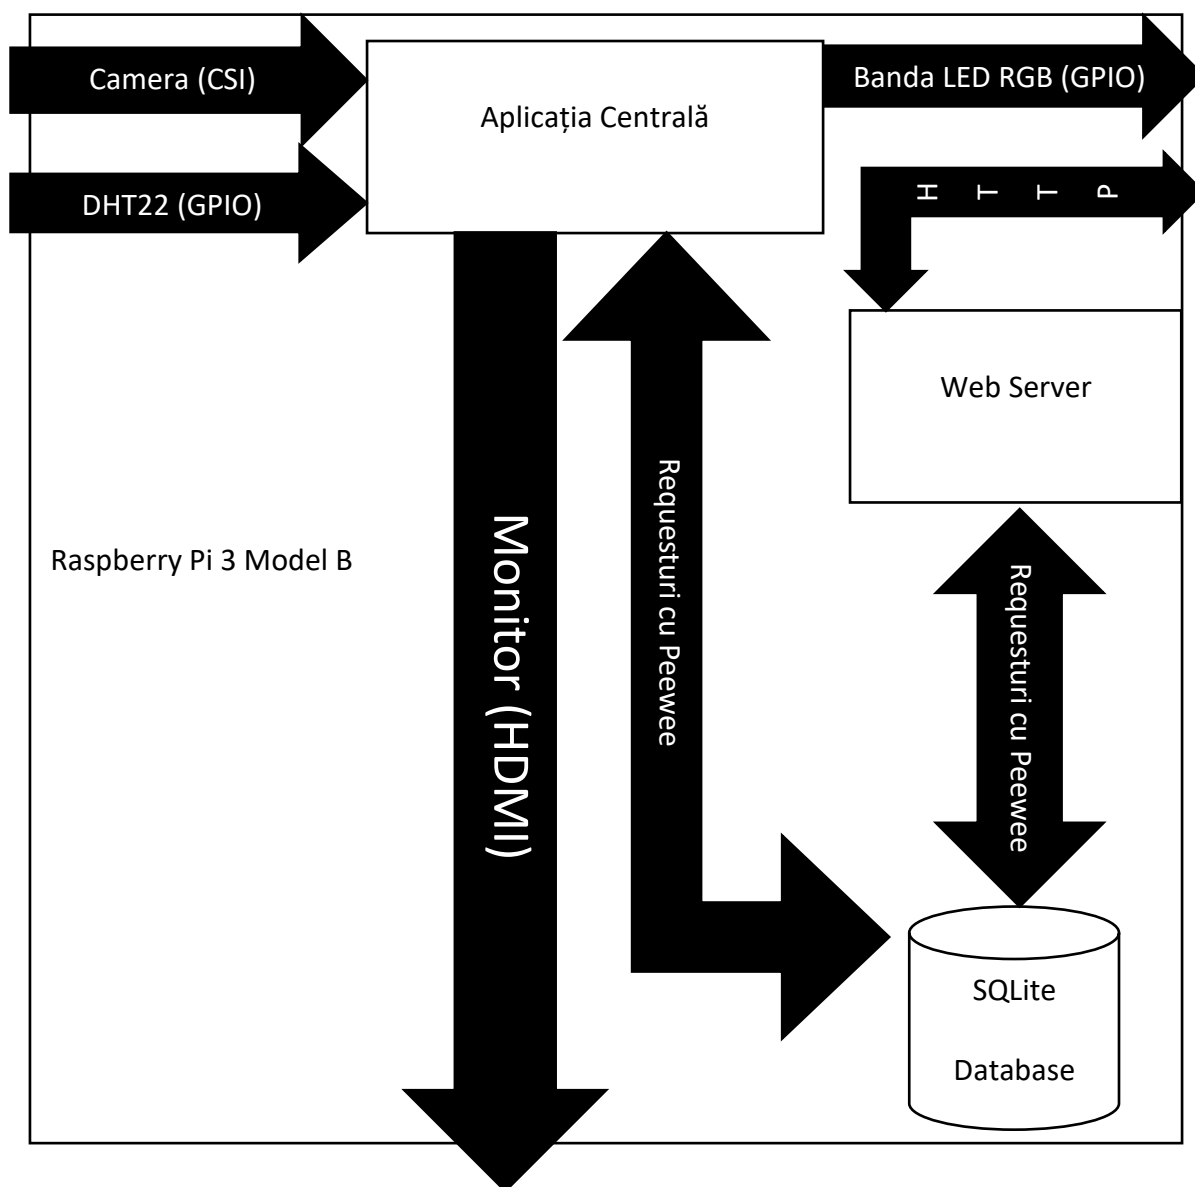 Camera (CSI)
Aplicația Centrală
Banda LED RGB (GPIO)
DHT22 (GPIO)
HTTP
Web Server
Raspberry Pi 3 Model B
Monitor (HDMI)
Requesturi cu Peewee
Requesturi cu Peewee
SQLite
Database